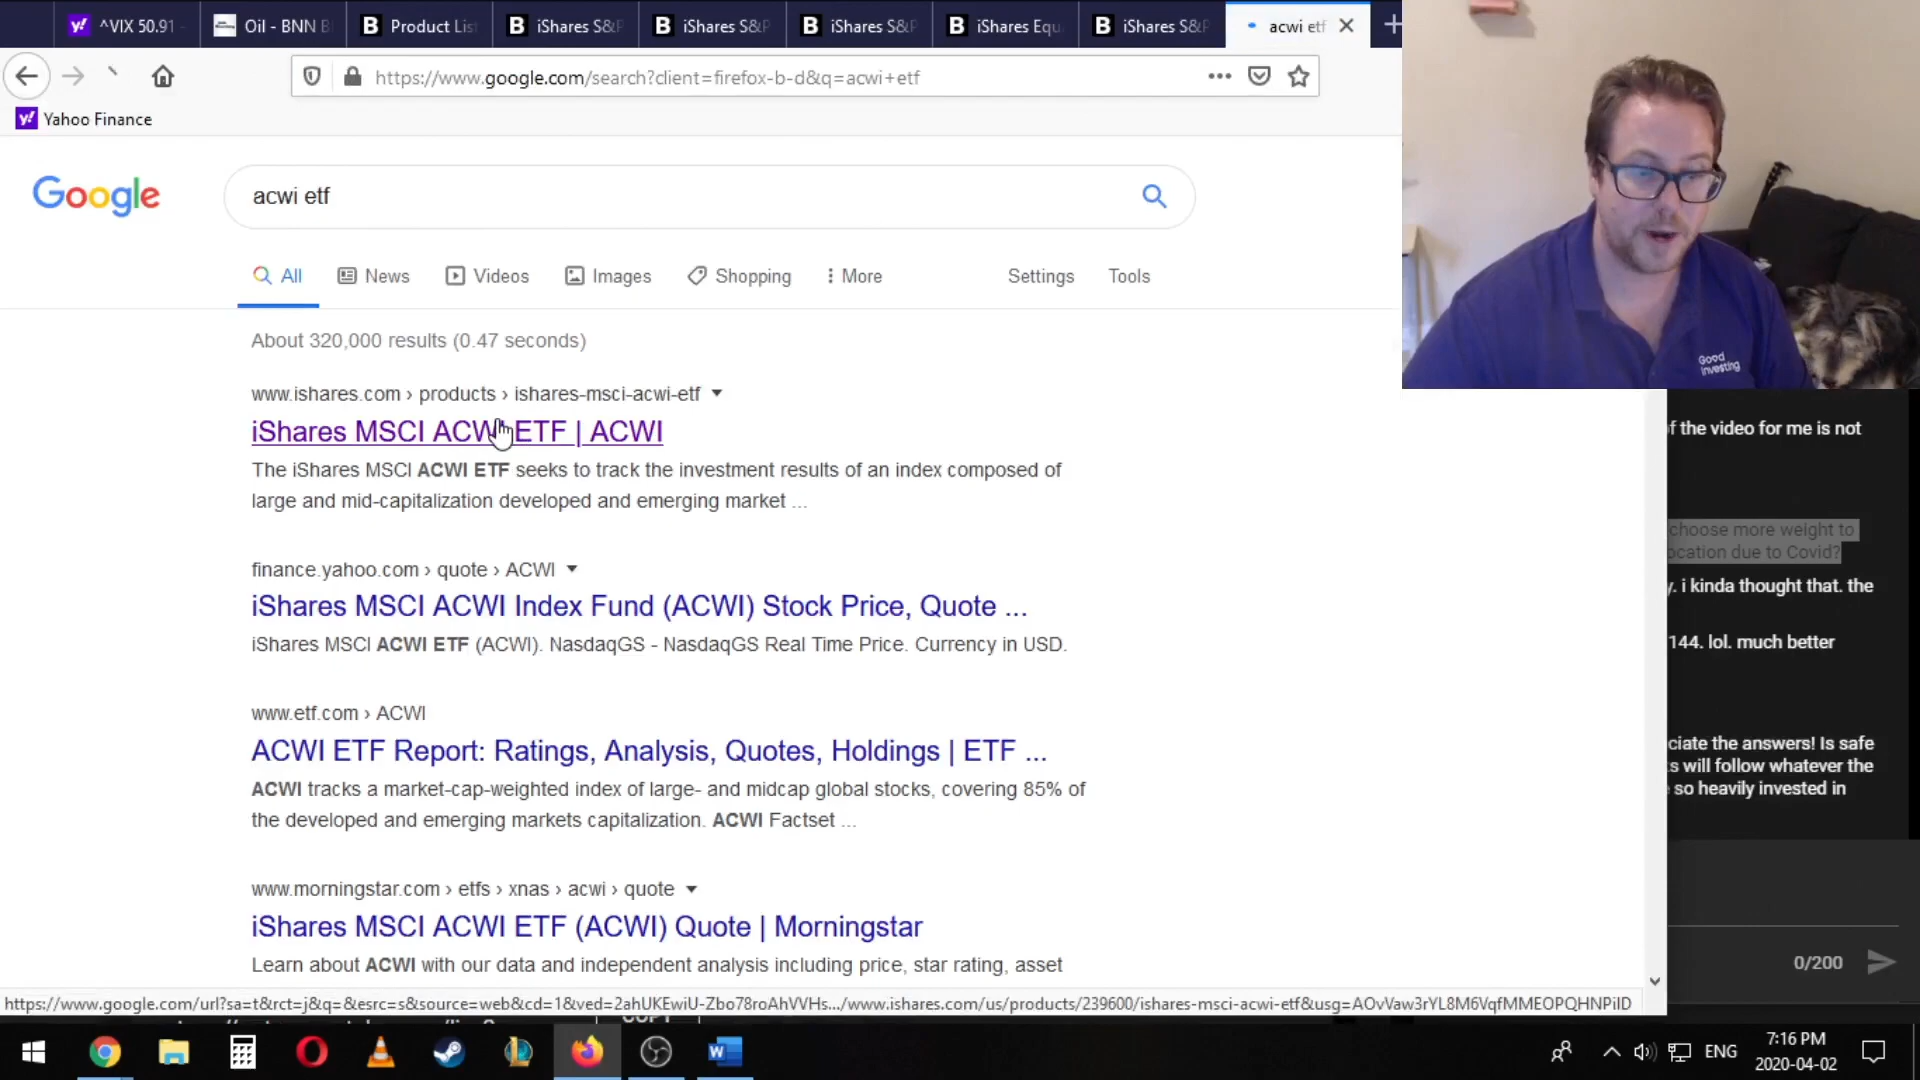 ^VIX 50.91
Oil - BNN B
Product Lis
iShares S&P
iShares S&P
iShares S&P
iShares Equ
iShares S&P
acwi etf
https://www.google.com/search?client=firefox-b-d&q=acwi+etf
Yahoo Finance
Google
acwi etf
All
News
Videos
Images
Shopping
More
Settings
Tools
About 320,000 results (0.47 seconds)
www.ishares.com › products › ishares-msci-acwi-etf
iShares MSCI ACWI ETF | ACWI
The iShares MSCI ACWI ETF seeks to track the investment results of an index composed of
large and mid-capitalization developed and emerging market ...
finance.yahoo.com › quote › ACWI
iShares MSCI ACWI Index Fund (ACWI) Stock Price, Quote ...
iShares MSCI ACWI ETF (ACWI). NasdaqGS - NasdaqGS Real Time Price. Currency in USD.
www.etf.com › ACWI
ACWI ETF Report: Ratings, Analysis, Quotes, Holdings | ETF ...
ACWI tracks a market-cap-weighted index of large- and midcap global stocks, covering 85% of
the developed and emerging markets capitalization. ACWI Factset ...
www.morningstar.com › etfs › xnas › acwi › quote
iShares MSCI ACWI ETF (ACWI) Quote | Morningstar
Learn about ACWI with our data and independent analysis including price, star rating, asset
https://www.google.com/url?sa=t&rct=j&q=&esrc=s&source=web&cd=1&ved=2ahUKEwiU-Zbo78roAhVVHs.../www.ishares.com/us/products/239600/ishares-msci-acwi-etf&usg=AOvVaw3rYL8M6VqfMMEOPQHNPiID
Good
investing
f the video for me is not
choose more weight to
ocation due to Covid?
y. i kinda thought that. the
144. lol. much better
ciate the answers! Is safe
s will follow whatever the
so heavily invested in
0/200
ENG
7:16 PM
2020-04-02